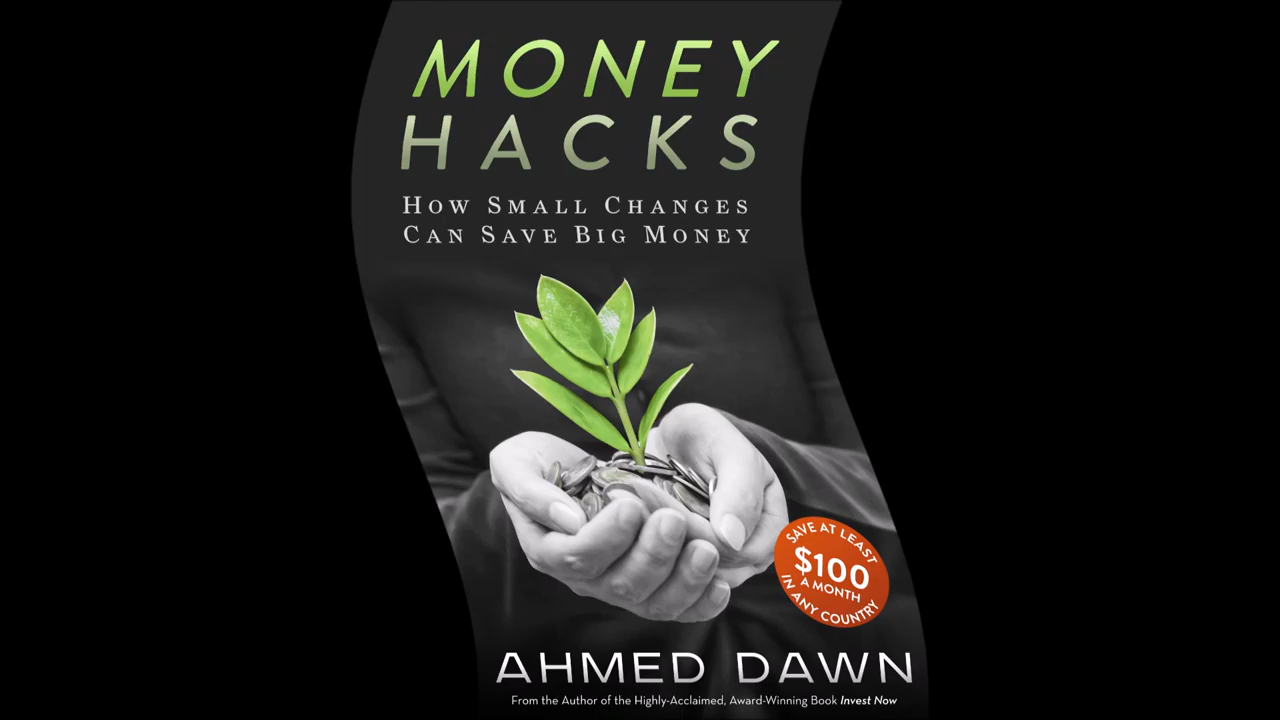 MONEY
HACKS
HOW SMALL CHANGES
CAN SAVE BIG MONEY
SAVE AT LEAST
$100
A MONTH
IN ANY COUNTRY
AHMED DAWN
From the Author of the Highly-Acclaimed, Award-Winning Book Invest Now